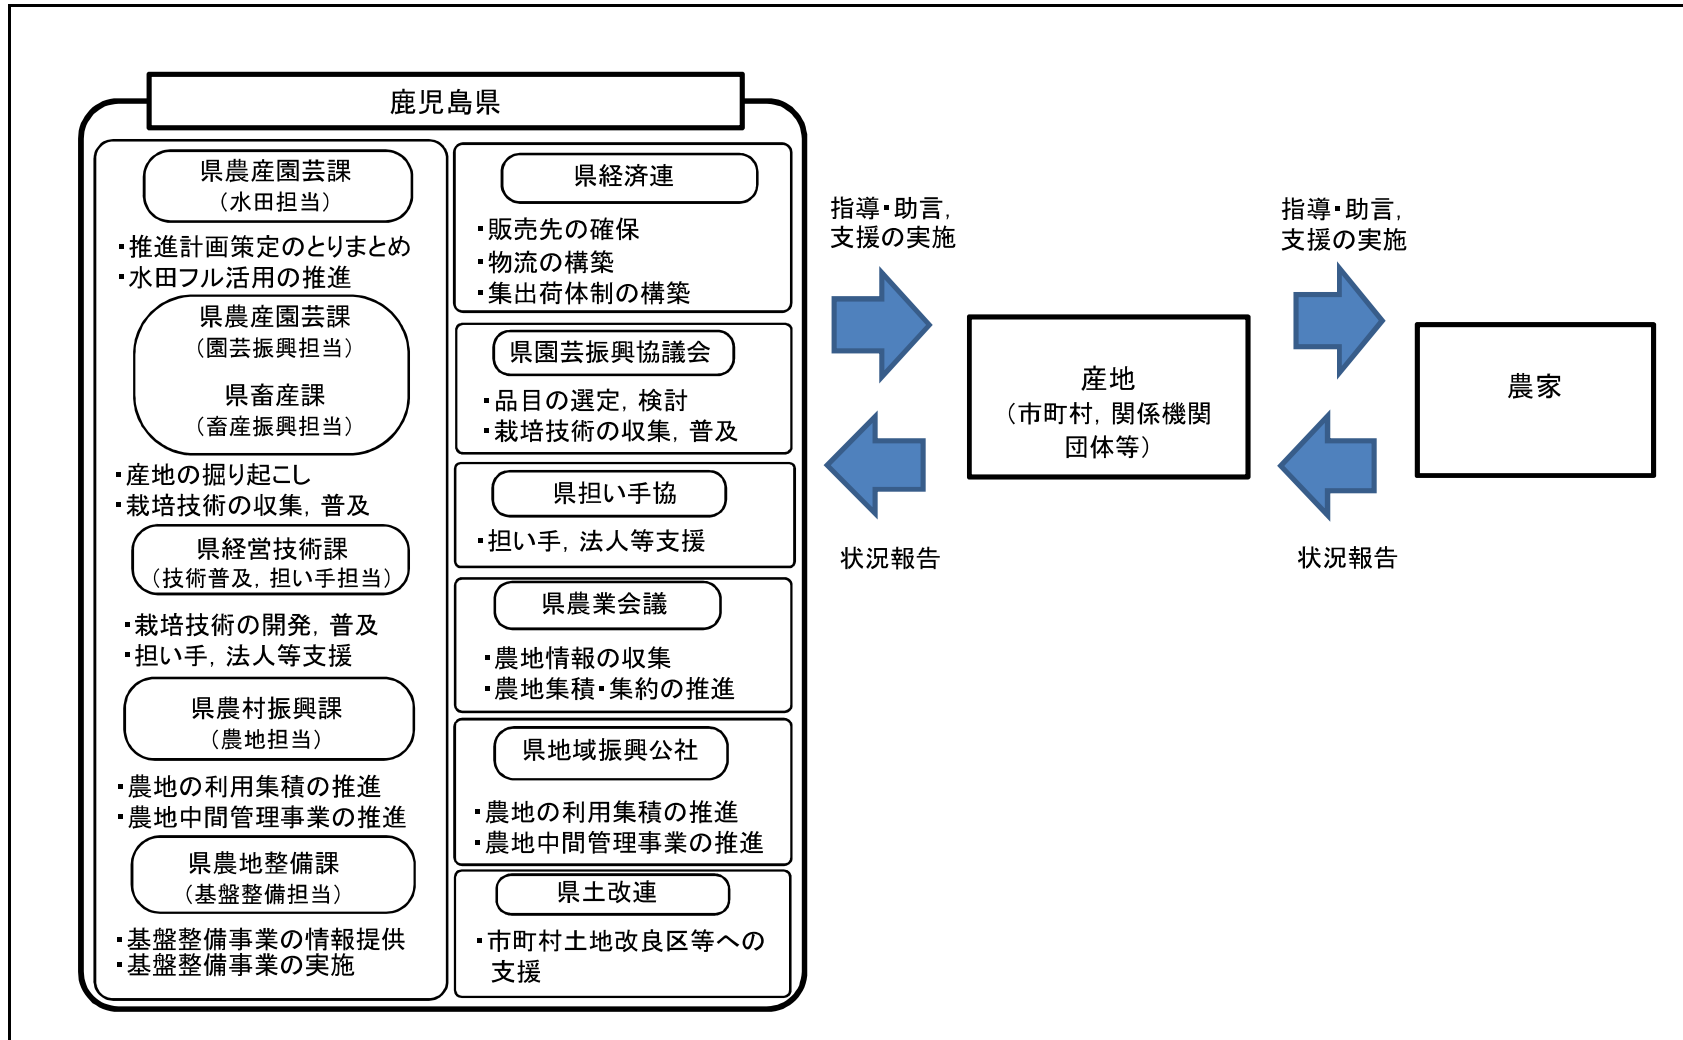 鹿児島県
県農産園芸課
（水田担当）
・推進計画策定のとりまとめ
・水田フル活用の推進
県農産園芸課
（園芸振興担当）
県畜産課
（畜産振興担当）
・産地の掘り起こし
・栽培技術の収集，普及
県経営技術課
（技術普及，担い手担当）
・栽培技術の開発，普及
・担い手，法人等支援
県農村振興課
（農地担当）
・農地の利用集積の推進
・農地中間管理事業の推進
県農地整備課
（基盤整備担当）
・基盤整備事業の情報提供
・基盤整備事業の実施
県経済連
・販売先の確保
・物流の構築
・集出荷体制の構築
県園芸振興協議会
・品目の選定，検討
・栽培技術の収集，普及
県担い手協
・担い手，法人等支援
県農業会議
・農地情報の収集
・農地集積・集約の推進
県地域振興公社
・農地の利用集積の推進
・農地中間管理事業の推進
県土改連
・市町村土地改良区等への
支援
指導・助言，
支援の実施
状況報告
産地
（市町村，関係機関
団体等）
指導・助言，
支援の実施
状況報告
農家